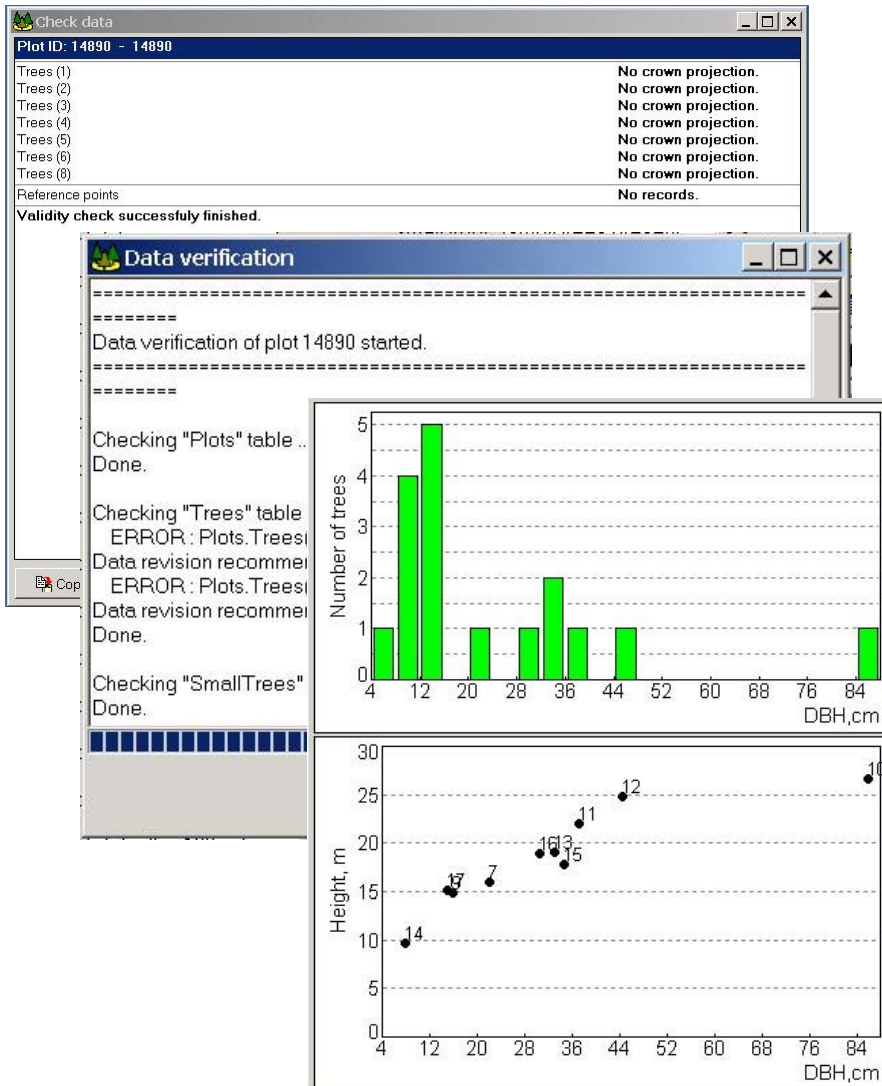 Check data
Plot ID: 14890 - 14890
Trees (1) No crown projection.
Trees (2) No crown projection.
Trees (3) No crown projection.
Trees (4) No crown projection.
Trees (5) No crown projection.
Trees (6) No crown projection.
Trees (8) No crown projection.
Reference points No records.
Validity check successfuly finished.
Cop
Data verification
========================================================================
========
Data verification of plot 14890 started.
========================================================================
========
Checking "Plots" table ..
Done.
Checking "Trees" table
ERROR : Plots.Trees(
Data revision recommen
ERROR : Plots.Trees(
Data revision recommen
Done.
Checking "SmallTrees"
Done.
Number of trees
5
4
3
2
1
0
4 12 20 28 36 44 52 60 68 76 84
DBH,cm
Height, m
30
25
20
15
10
5
0
10
12
11
16 13
15
17
7
14
4 12 20 28 36 44 52 60 68 76 84
DBH,cm